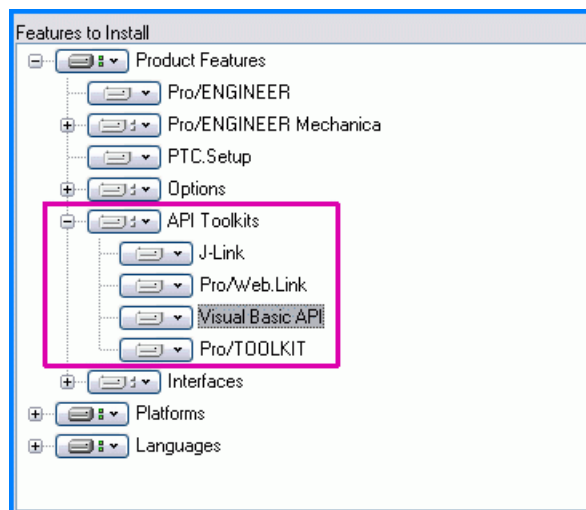 Features to Install
Product Features
Pro/ENGINEER
Pro/ENGINEER Mechanica
PTC.Setup
Options
API Toolkits
J-Link
Pro/Web.Link
Visual Basic API
Pro/TOOLKIT
Interfaces
Platforms
Languages